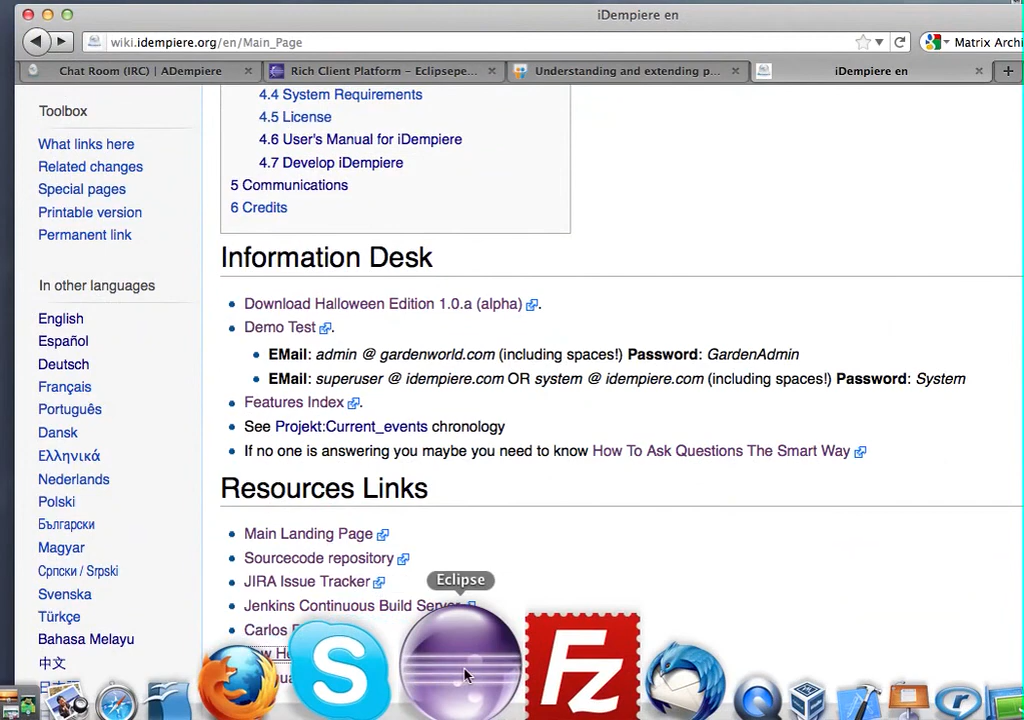 iDempiere en
wiki.idempiere.org/en/Main_Page
Matrix Archi
Chat Room (IRC) | ADempiere
Rich Client Platform – Eclipsepe...
Understanding and extending p...
iDempiere en
Toolbox
What links here
Related changes
Special pages
Printable version
Permanent link
In other languages
English
Español
Deutsch
Français
Português
Dansk
Ελληνικά
Nederlands
Polski
Български
Magyar
Српски / Srpski
Svenska
Türkçe
Bahasa Melayu
中文
4.4 System Requirements
4.5 License
4.6 User's Manual for iDempiere
4.7 Develop iDempiere
5 Communications
6 Credits
Information Desk
Download Halloween Edition 1.0.a (alpha).
Demo Test.
EMail: admin @ gardenworld.com (including spaces!) Password: GardenAdmin
EMail: superuser @ idempiere.com OR system @ idempiere.com (including spaces!) Password: System
Features Index.
See Projekt:Current_events chronology
If no one is answering you maybe you need to know How To Ask Questions The Smart Way
Resources Links
Main Landing Page
Sourcecode repository
JIRA Issue Tracker
Jenkins Continuous Build Server
Carlos
Eclipse
S
Fz